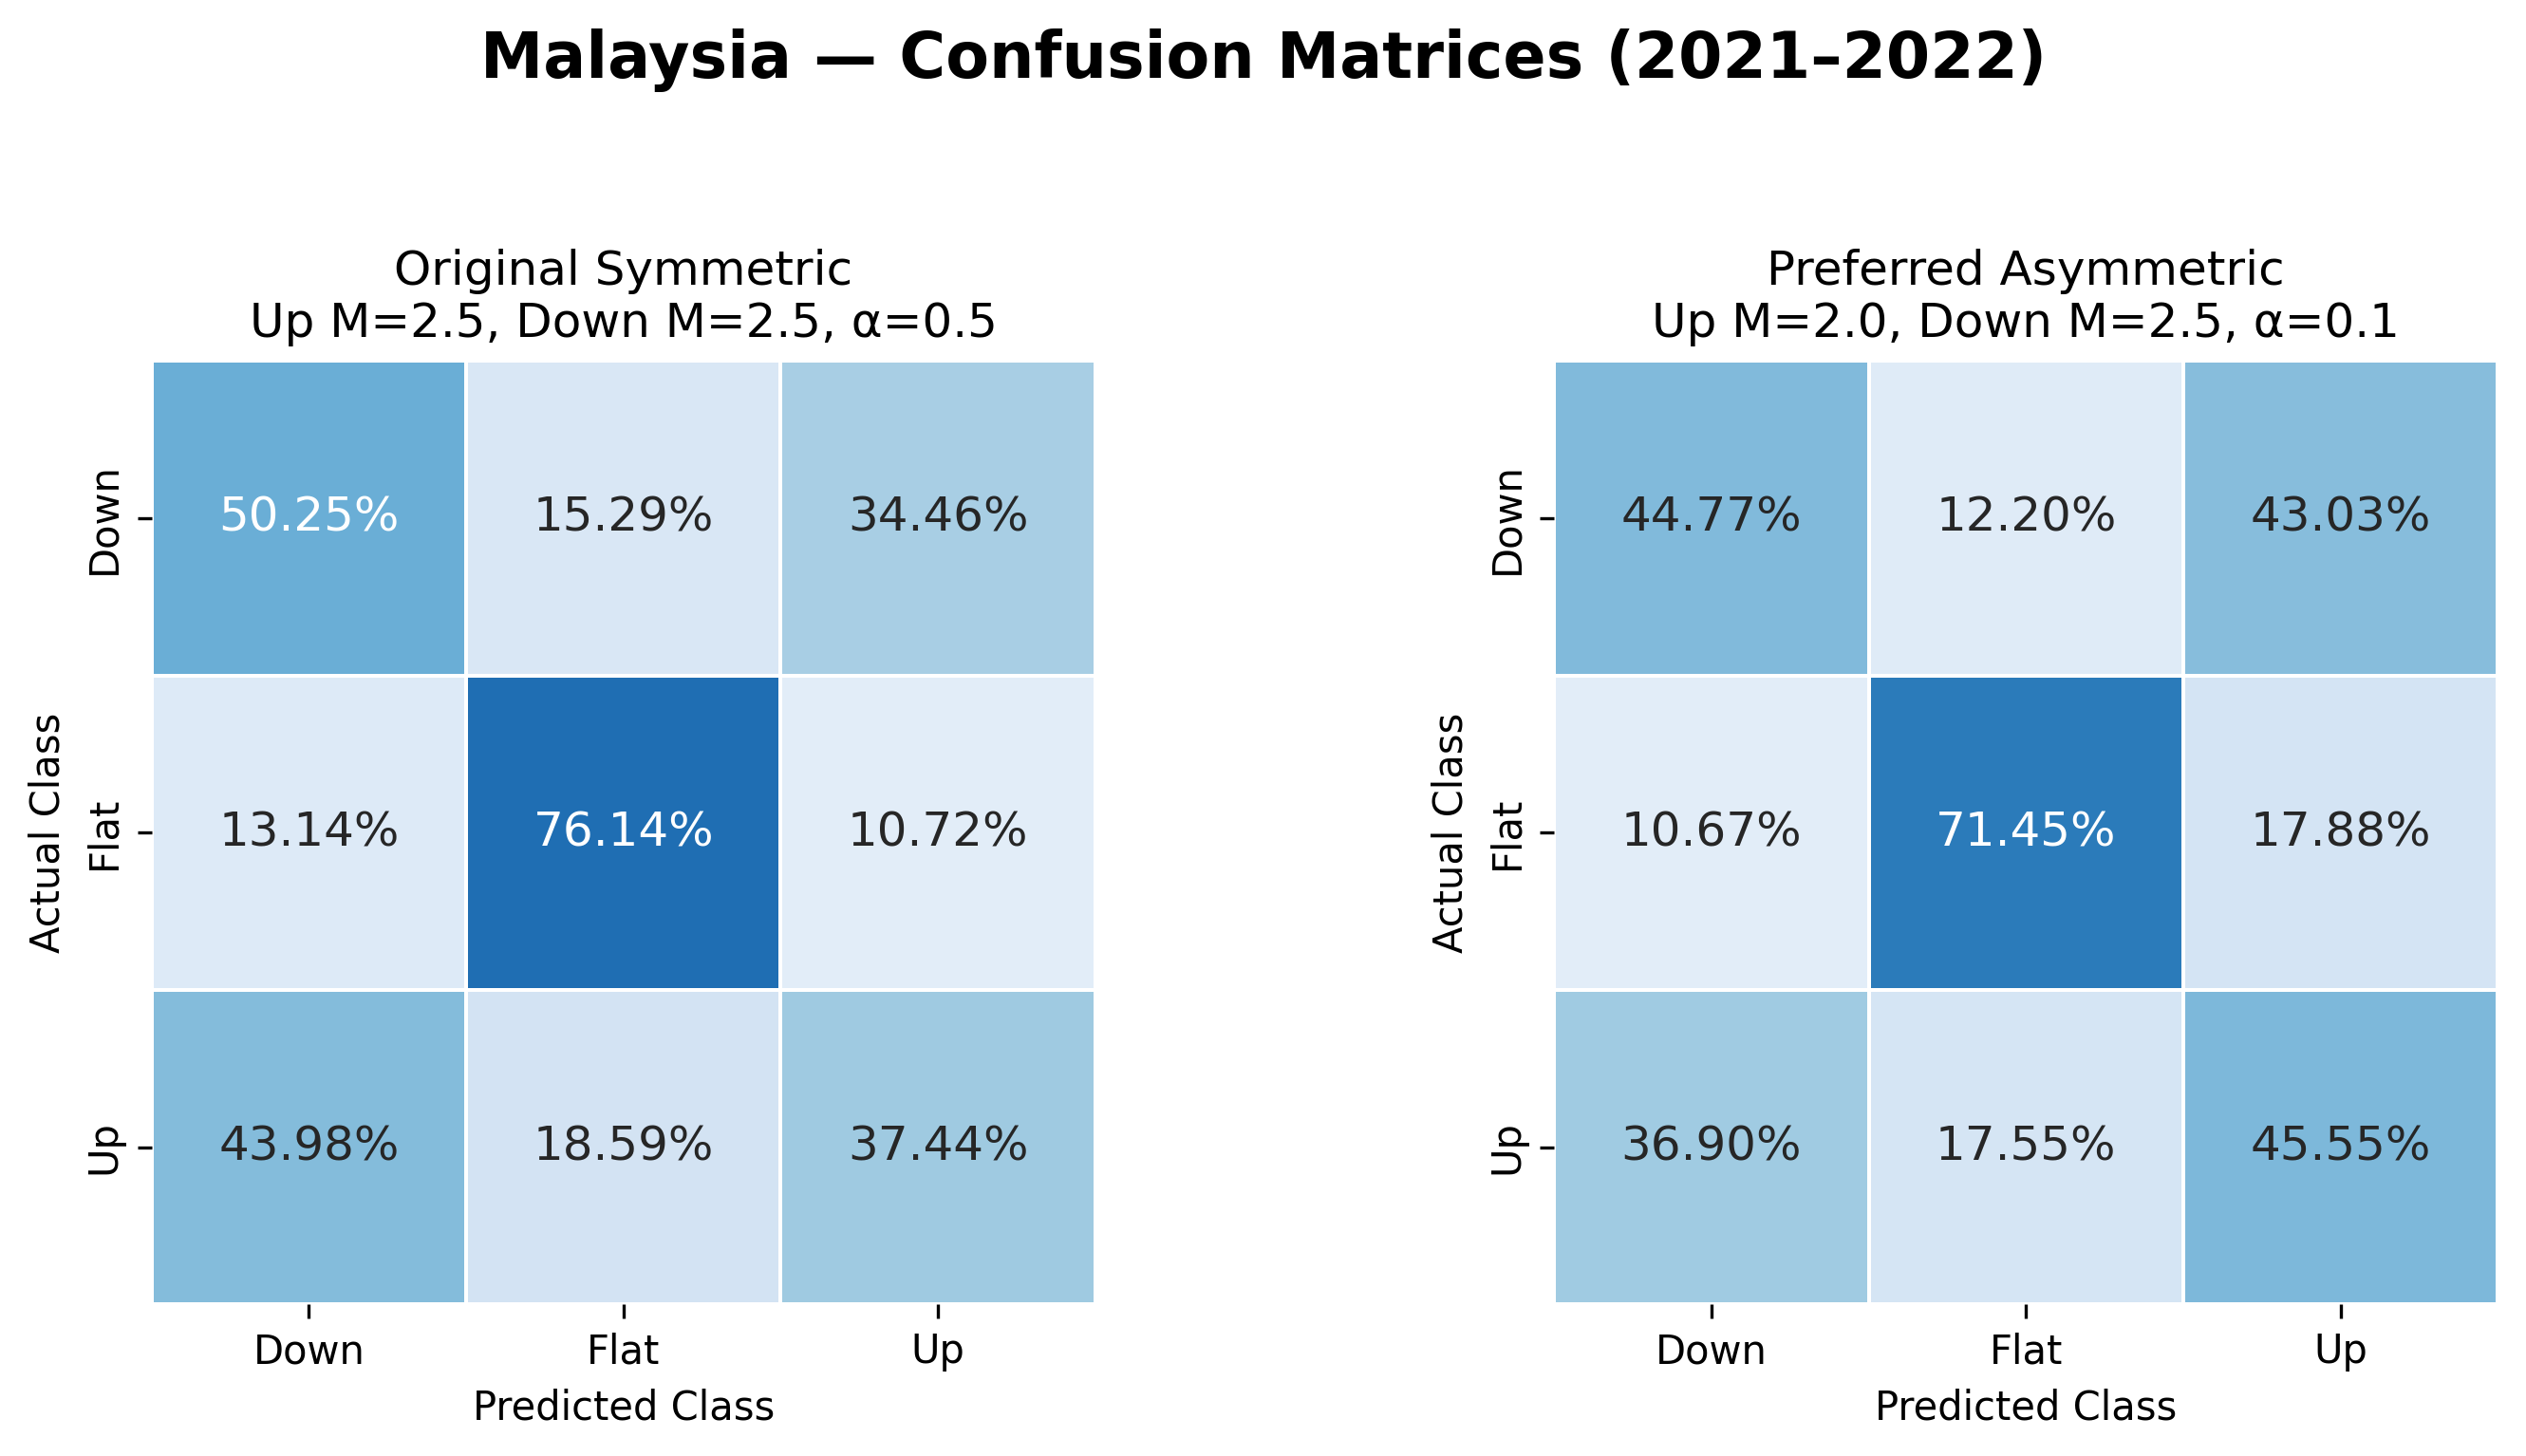 Malaysia — Confusion Matrices (2021–2022)
Original Symmetric
Up M=2.5, Down M=2.5, α=0.5
Actual Class
Down
50.25% 15.29% 34.46%
Flat
13.14% 76.14% 10.72%
Up
43.98% 18.59% 37.44%
Down Flat Up
Predicted Class
Preferred Asymmetric
Up M=2.0, Down M=2.5, α=0.1
Actual Class
Down
44.77% 12.20% 43.03%
Flat
10.67% 71.45% 17.88%
Up
36.90% 17.55% 45.55%
Down Flat Up
Predicted Class